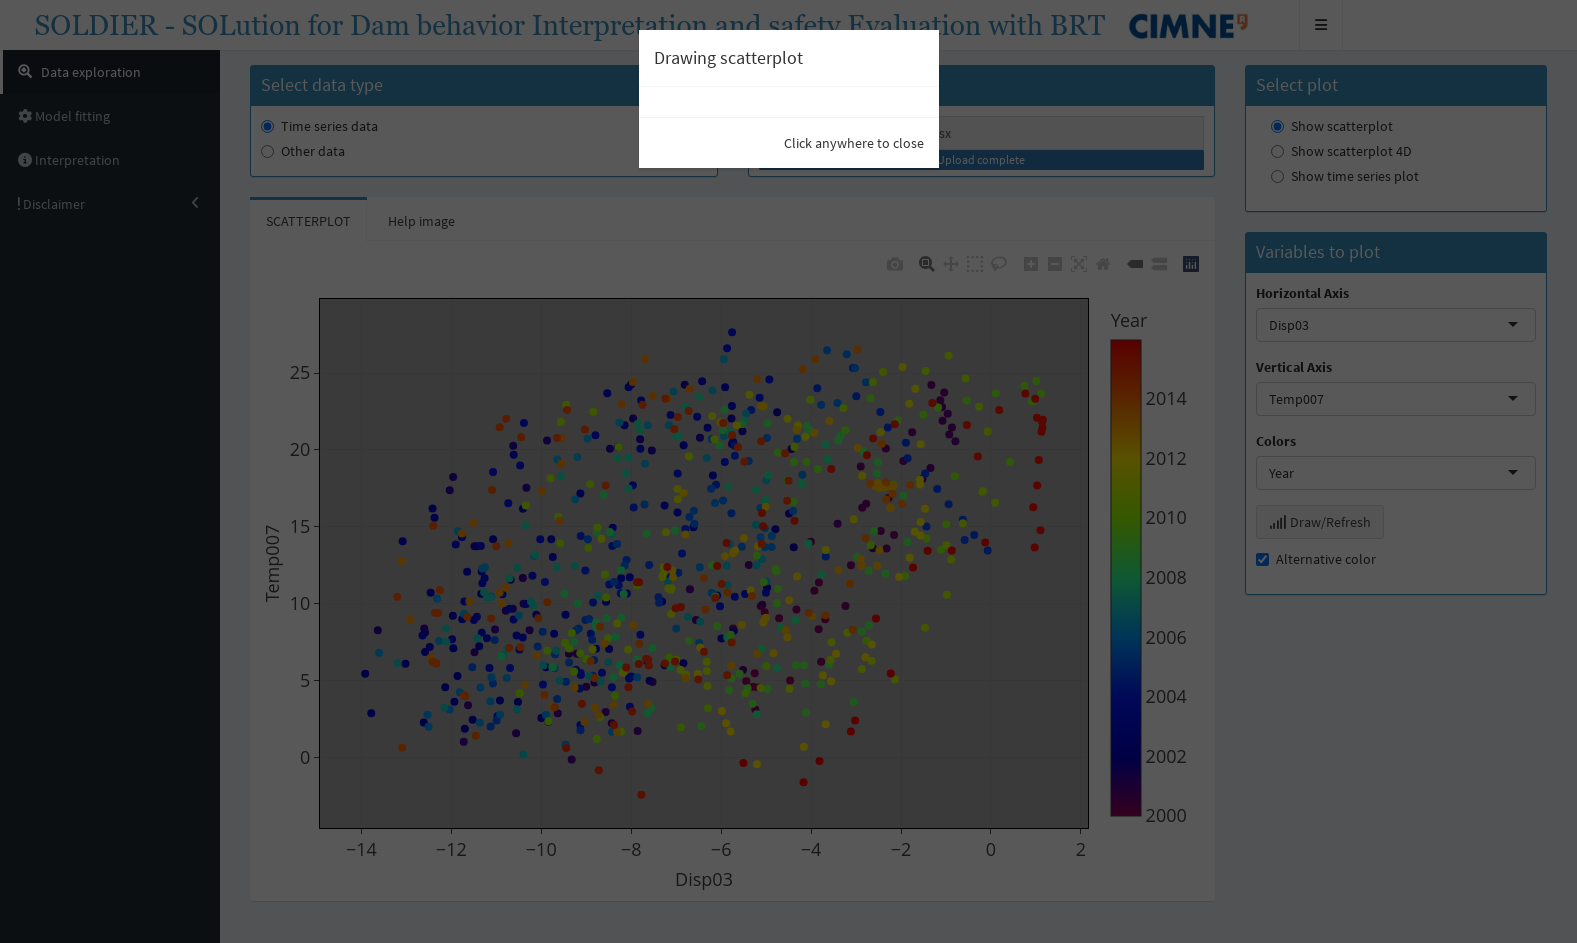 SOLDIER - SOLution for Dam behavior Interpretation and safety Evaluation with BRT
CIMNE
Drawing scatterplot
Click anywhere to close
Data exploration
Model fitting
Interpretation
Disclaimer
Select data type
Time series data
Other data
sx
Upload complete
Select plot
Show scatterplot
Show scatterplot 4D
Show time series plot
SCATTERPLOT
Help image
Variables to plot
Horizontal Axis
Disp03
Vertical Axis
Temp007
Colors
Year
Draw/Refresh
Alternative color
Temp007
25
20
15
10
5
0
−14 −12 −10 −8 −6 −4 −2 0 2
Disp03
Year
2014
2012
2010
2008
2006
2004
2002
2000